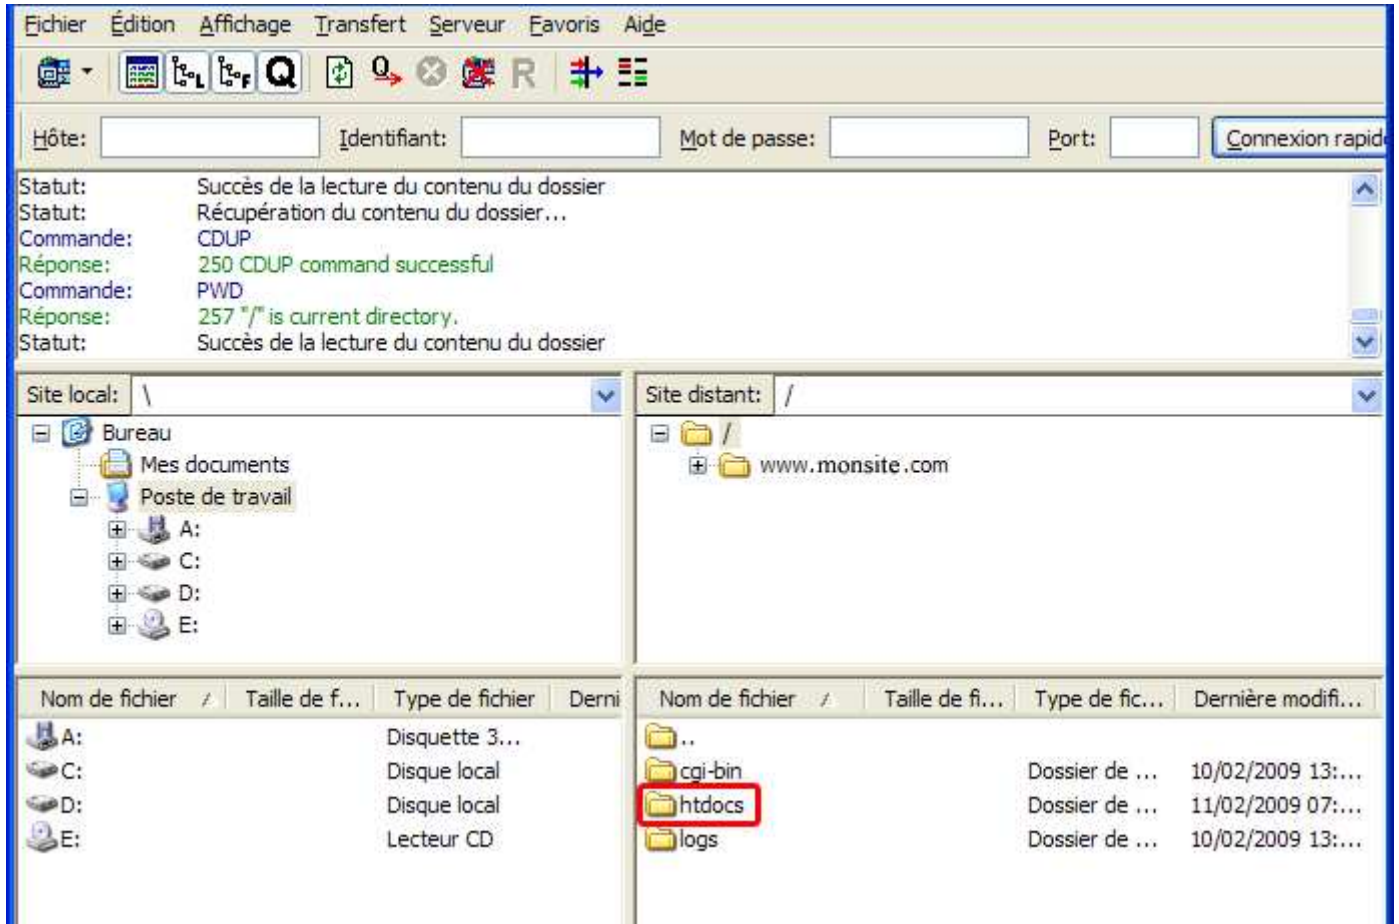 Fichier Édition Affichage Transfert Serveur Favoris Aide
L F Q Q R
Hôte: Identifiant: Mot de passe: Port: Connexion rapid
Statut: Succès de la lecture du contenu du dossier
Statut: Récupération du contenu du dossier...
Commande: CDUP
Réponse: 250 CDUP command successful
Commande: PWD
Réponse: 257 "/" is current directory.
Statut: Succès de la lecture du contenu du dossier
Site local: \
Bureau
Mes documents
Poste de travail
A:
C:
D:
E:
Site distant: /
/
www.monsite.com
Nom de fichier / Taille de f... Type de fichier Derni
A: Disquette 3...
C: Disque local
D: Disque local
E: Lecteur CD
Nom de fichier / Taille de fi... Type de fic... Dernière modifi...
..
cgi-bin Dossier de ... 10/02/2009 13:...
htdocs Dossier de ... 11/02/2009 07:...
logs Dossier de ... 10/02/2009 13:...